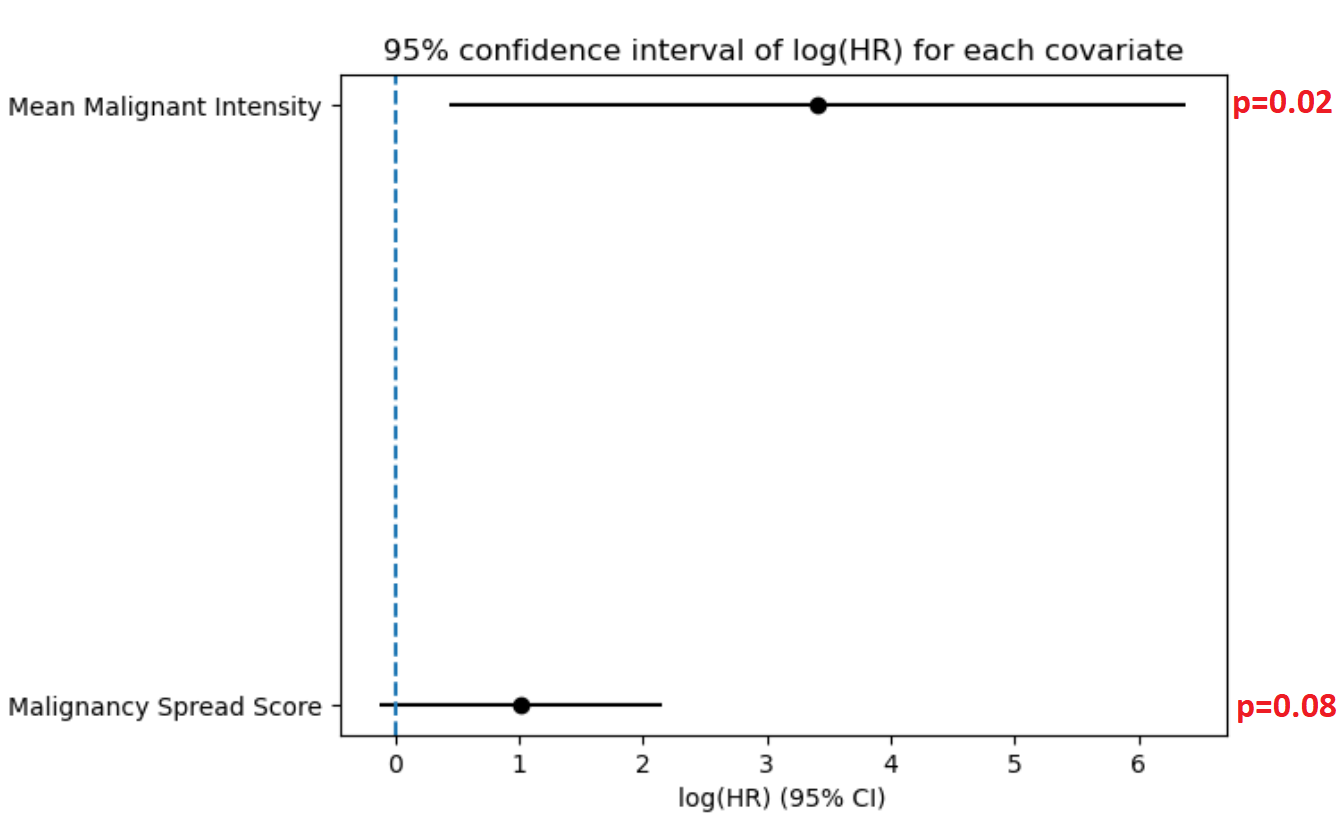 95% confidence interval of log(HR) for each covariate
Mean Malignant Intensity
p=0.02
Malignancy Spread Score
p=0.08
0 1 2 3 4 5 6
log(HR) (95% CI)